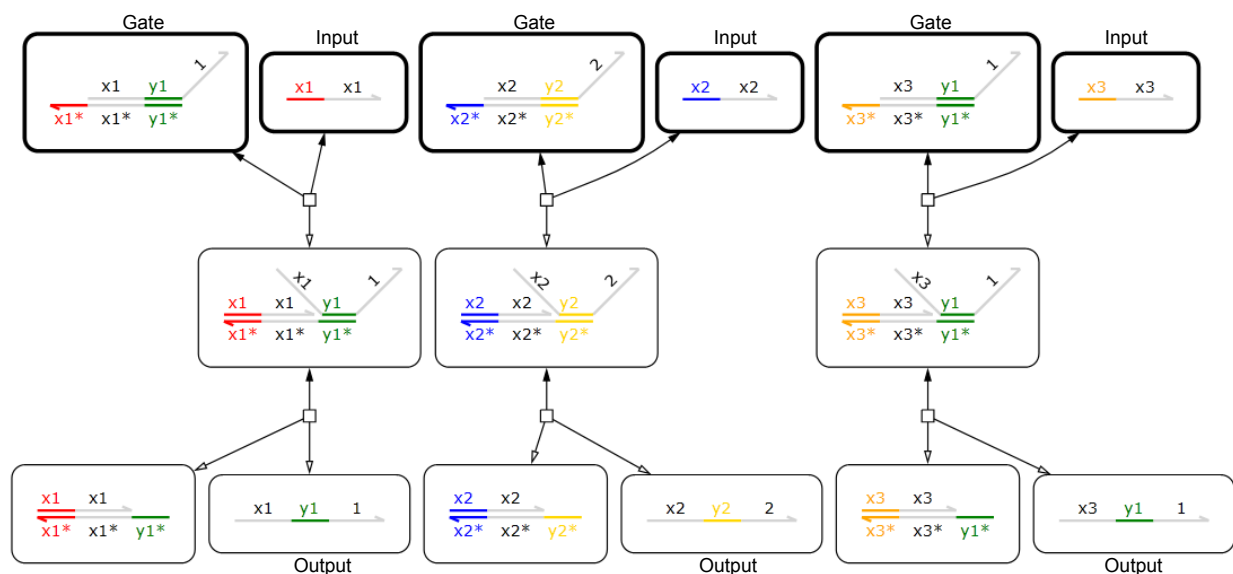 Gate
Input
Gate
Input
Gate
Input
x1 y1 1
x1* x1* y1*
x1 x1
x2 y2 2
x2* x2* y2*
x2 x2
x3 y1 1
x3* x3* y1*
x3 x3
x1 1
x1 x1 y1
x1* x1* y1*
x2 2
x2 x2 y2
x2* x2* y2*
x3 1
x3 x3 y1
x3* x3* y1*
x1 x1
x1* x1* y1*
x1 y1 1
x2 x2
x2* x2* y2*
x2 y2 2
x3 x3
x3* x3* y1*
x3 y1 1
Output
Output
Output